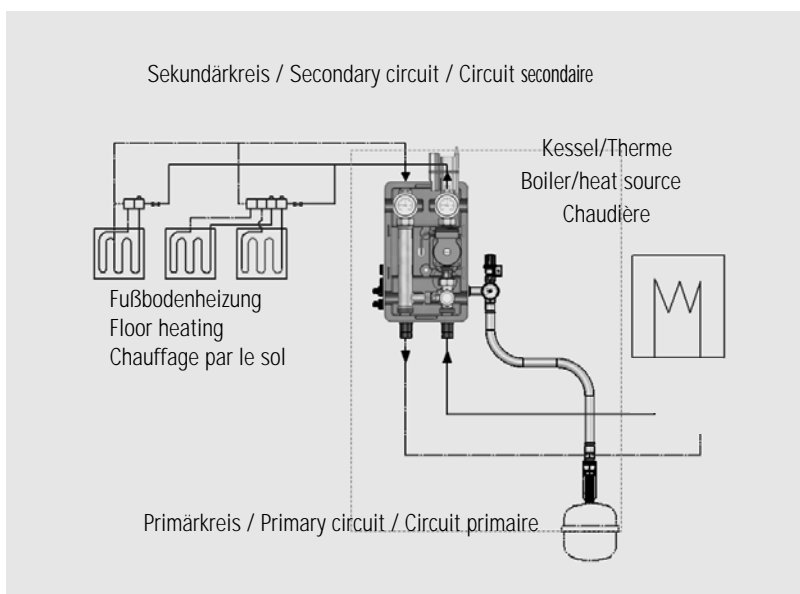 Sekundärkreis / Secondary circuit / Circuit secondaire
Kessel/Therme
Boiler/heat source
Chaudière
Fußbodenheizung
Floor heating
Chauffage par le sol
Primärkreis / Primary circuit / Circuit primaire